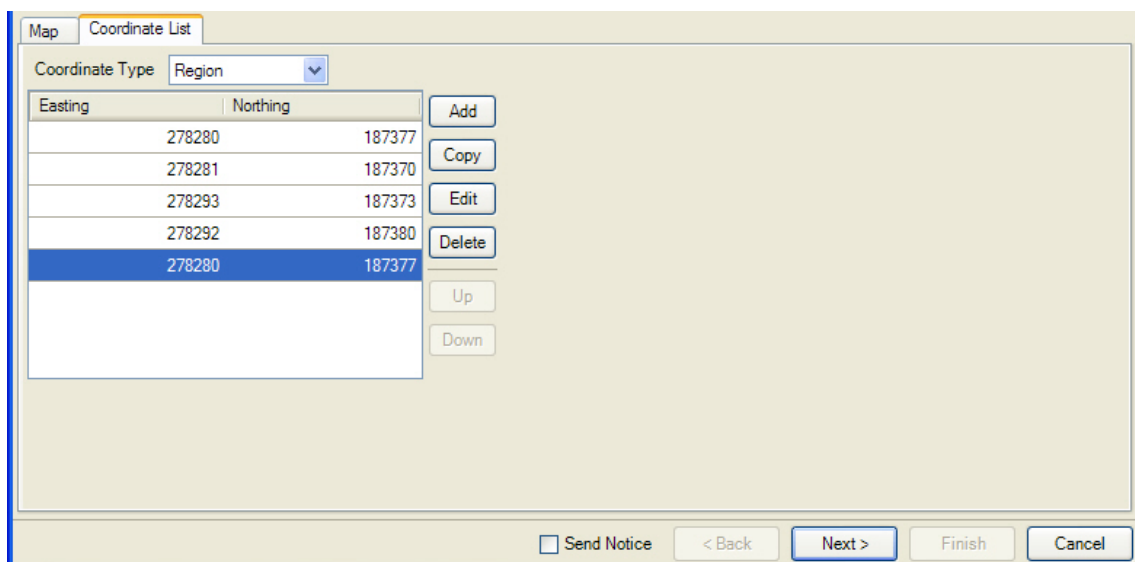 Map Coordinate List
Coordinate Type Region
Easting Northing
278280 187377
278281 187370
278293 187373
278292 187380
278280 187377
Add
Copy
Edit
Delete
Up
Down
Send Notice < Back Next > Finish Cancel